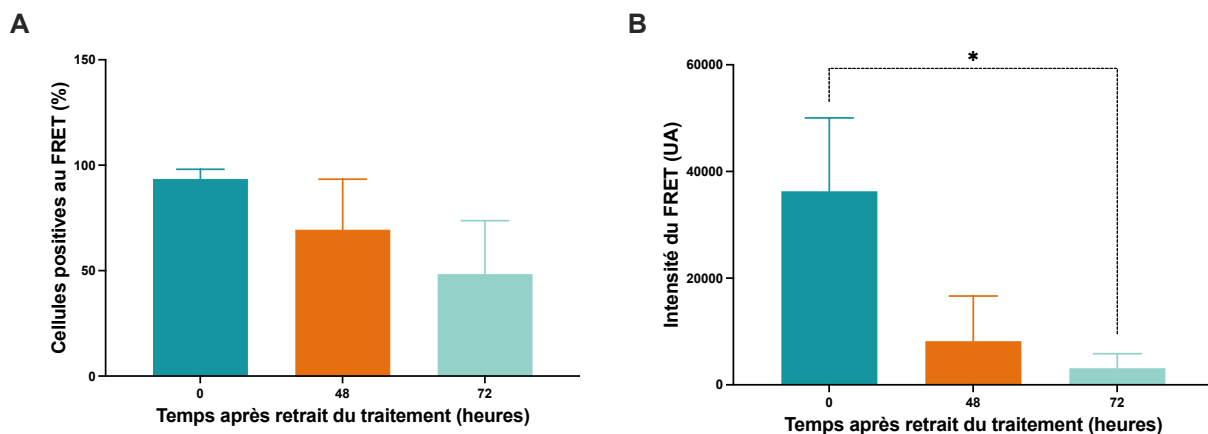 A
Cellules positives au FRET (%)
150
100
50
0
0 48 72
Temps après retrait du traitement (heures)
B
Intensité du FRET (UA)
60000
40000
20000
0
*
0 48 72
Temps après retrait du traitement (heures)